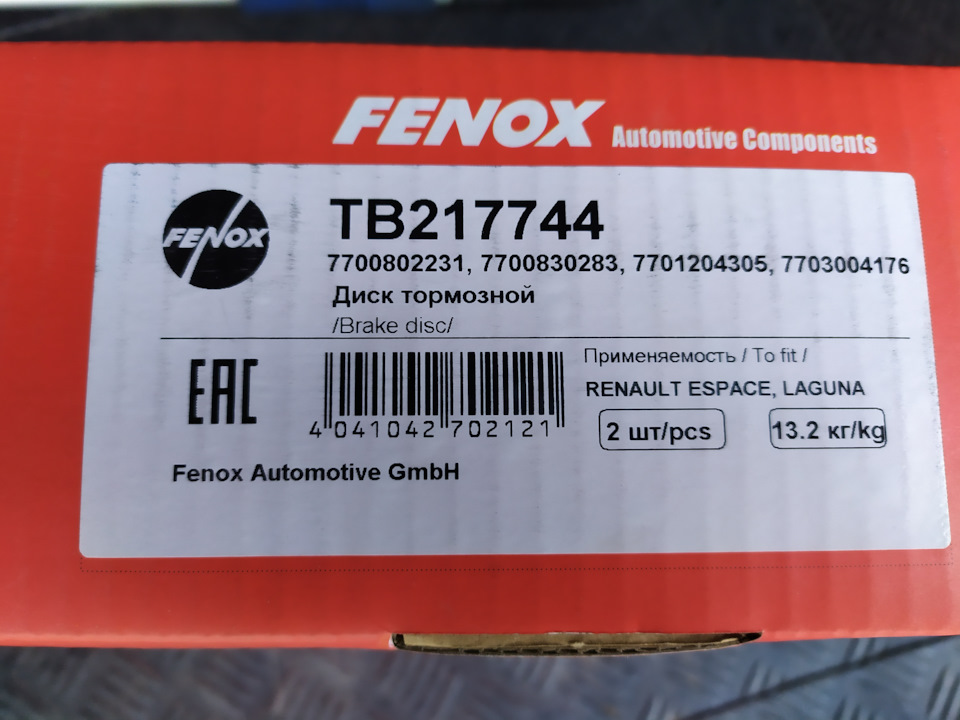 FENOX Automotive Components
FENOX
TB217744
7700802231, 7700830283, 7701204305, 7703004176
Диск тормозной
/Brake disc/
EAC
4 041042 702121
Применяемость / To fit /
RENAULT ESPACE, LAGUNA
2 шт/pcs
13.2 кг/kg
Fenox Automotive GmbH